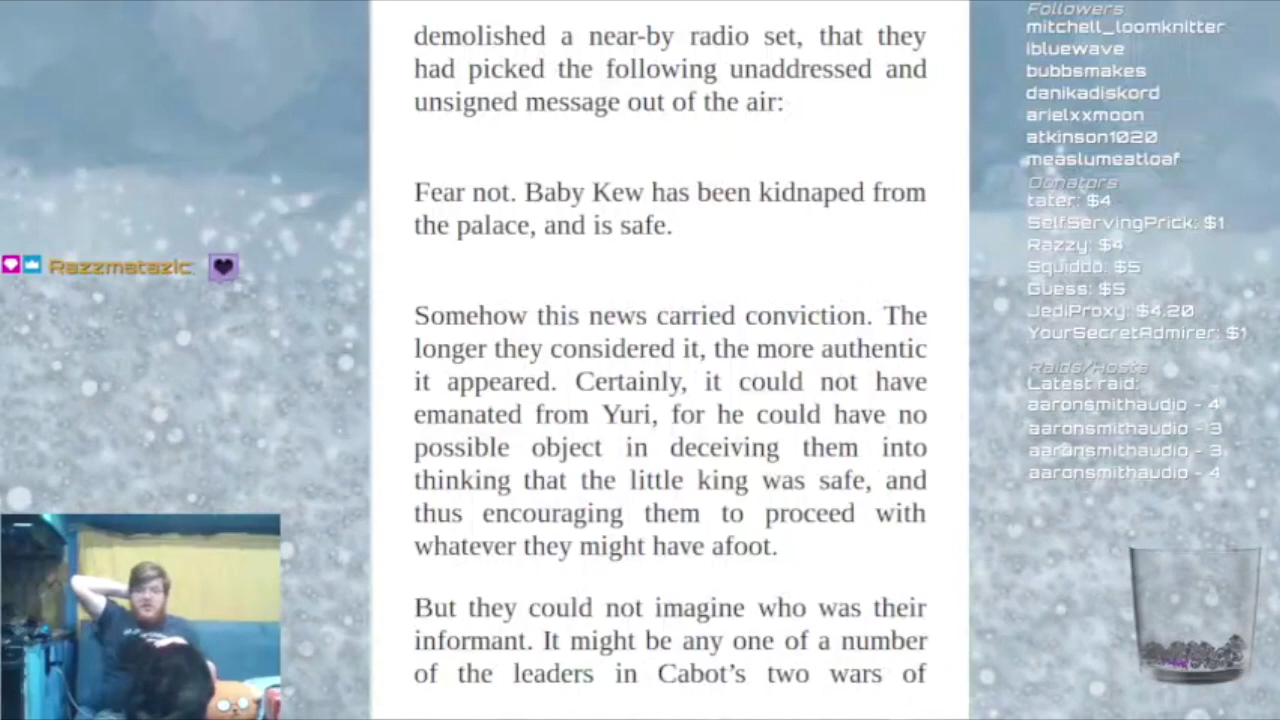 demolished a near-by radio set, that they
had picked the following unaddressed and
unsigned message out of the air:
Fear not. Baby Kew has been kidnaped from
the palace, and is safe.
Somehow this news carried conviction. The
longer they considered it, the more authentic
it appeared. Certainly, it could not have
emanated from Yuri, for he could have no
possible object in deceiving them into
thinking that the little king was safe, and
thus encouraging them to proceed with
whatever they might have afoot.
But they could not imagine who was their
informant. It might be any one of a number
of the leaders in Cabot’s two wars of
Razzmatazic:
Followers
mitchell_loomknitter
ibluewave
bubbsmakes
danikadiskord
arielxxmoon
atkinson1020
measlymeatloaf
Donators
tater: $4
SelfServingPrick: $1
Razzy: $4
Squiddo: $5
Guess: $5
JediProxy: $4.20
YourSecretAdmirer: $1
Raids/Hosts
Latest raid:
aaronsmithaudio - 4
aaronsmithaudio - 3
aaronsmithaudio - 3
aaronsmithaudio - 4